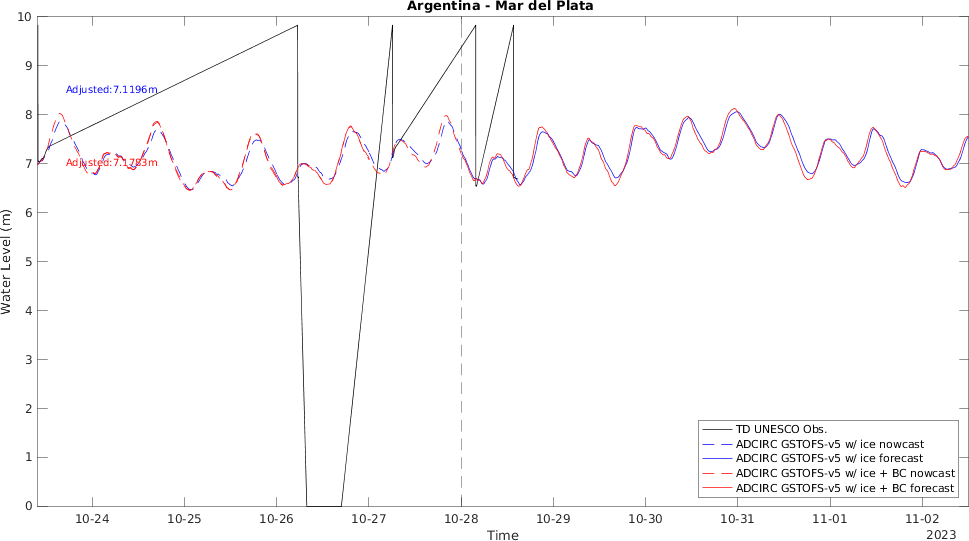 Argentina - Mar del Plata
10
9
8
7
6
5
4
3
2
1
0
Water Level (m)
Adjusted:7.1196m
Adjusted:7.1783m
10-24
10-25
10-26
10-27
10-28
10-29
10-30
10-31
11-01
11-02
2023
Time
TD UNESCO Obs.
ADCIRC GSTOFS-v5 w/ ice nowcast
ADCIRC GSTOFS-v5 w/ ice forecast
ADCIRC GSTOFS-v5 w/ ice + BC nowcast
ADCIRC GSTOFS-v5 w/ ice + BC forecast